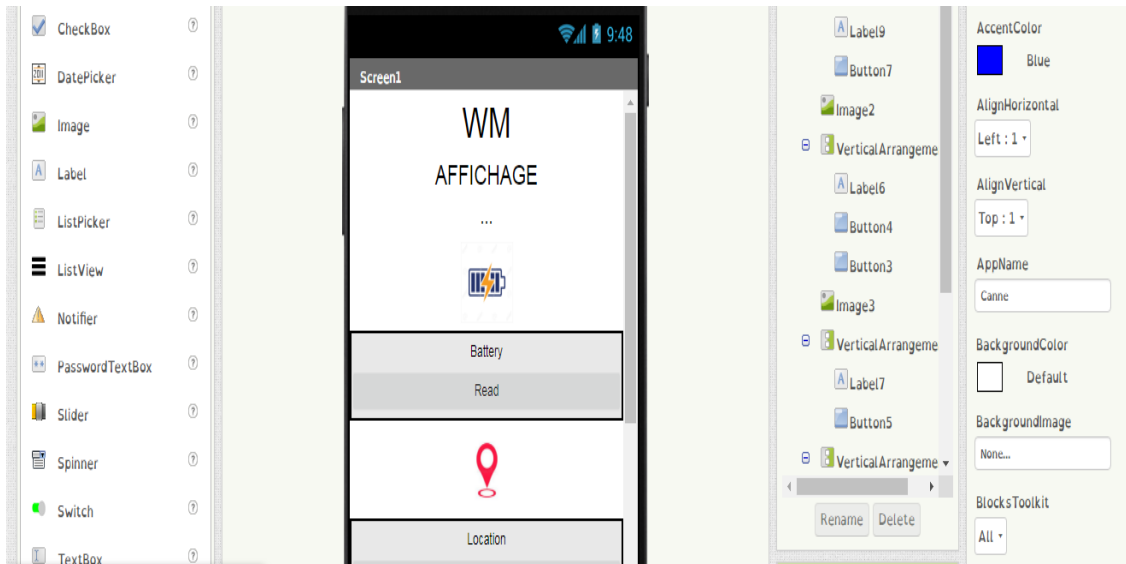 CheckBox
DatePicker
Image
Label
ListPicker
ListView
Notifier
PasswordTextBox
Slider
Spinner
Switch
TextBox
9:48
Screen1
WM
AFFICHAGE
...
Battery
Read
Location
Label9
Button7
Image2
VerticalArrangeme
Label6
Button4
Button3
Image3
VerticalArrangeme
Label7
Button5
VerticalArrangeme
Rename Delete
AccentColor
Blue
AlignHorizontal
Left : 1
AlignVertical
Top : 1
AppName
Canne
BackgroundColor
Default
BackgroundImage
None...
BlocksToolkit
All